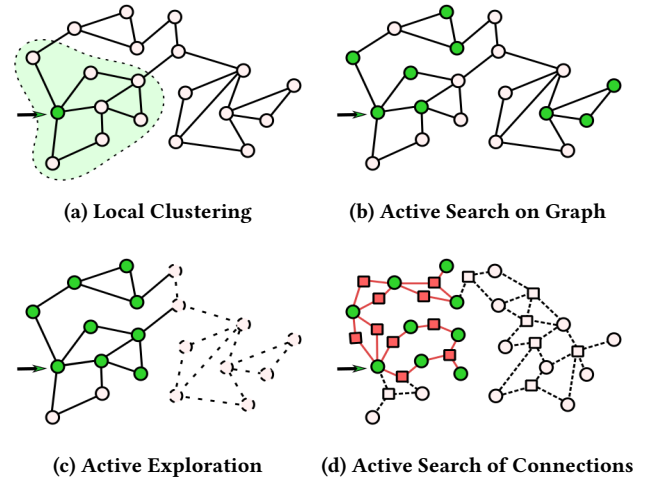 (a) Local Clustering
(b) Active Search on Graph
(c) Active Exploration
(d) Active Search of Connections